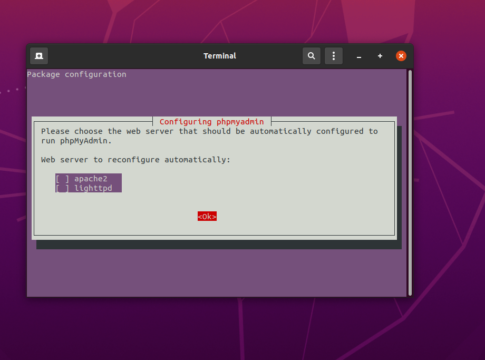 Terminal
Package configuration
Configuring phpmyadmin
Please choose the web server that should be automatically configured to
run phpMyAdmin.
Web server to reconfigure automatically:
[ ] apache2
[ ] lighttpd
<Ok>